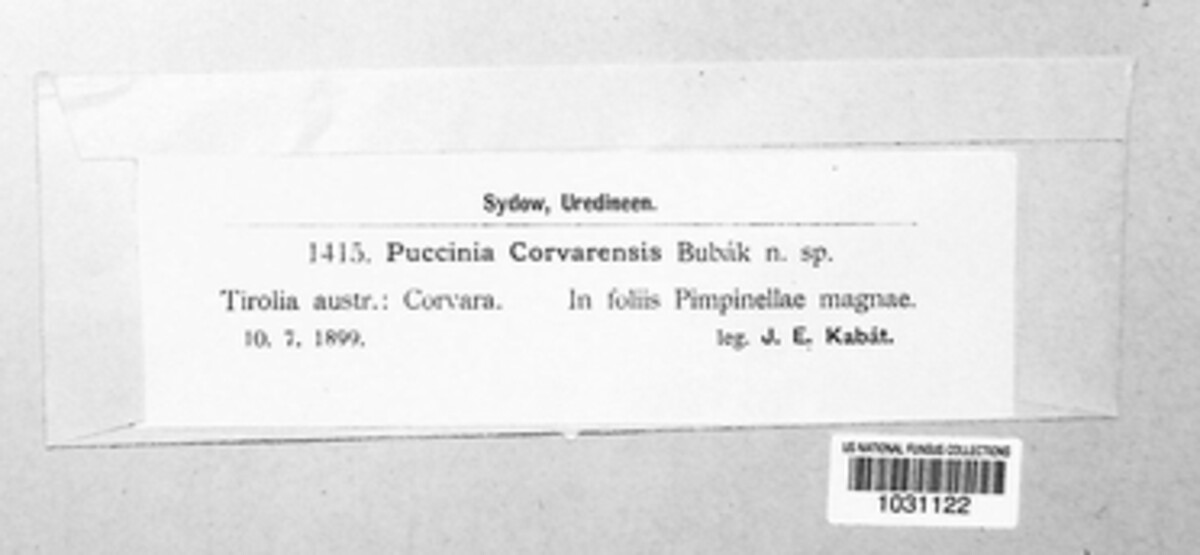 Sydow, Uredineen.
1415. Puccinia Corvarensis Bubák n. sp.
Tirolia austr.: Corvara. In foliis Pimpinellae magnae.
10. 7. 1899. leg. J. E. Kabát.
US NATIONAL FUNGUS COLLECTIONS
1031122